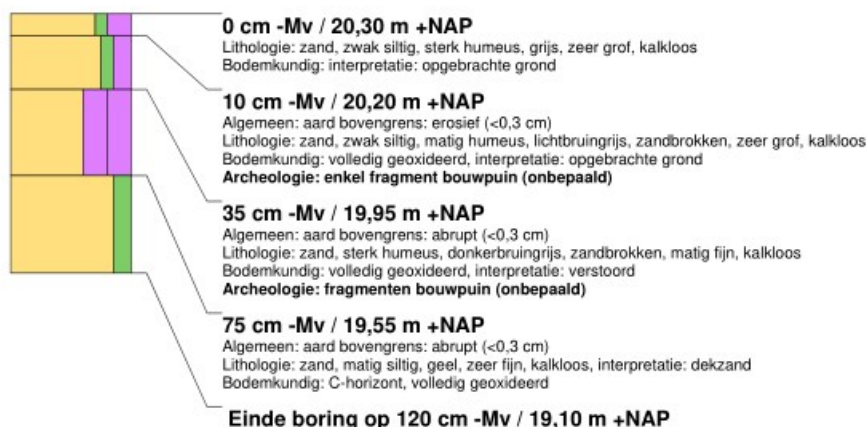 0 cm -Mv / 20,30 m +NAP
Lithologie: zand, zwak siltig, sterk humeus, grijs, zeer grof, kalkloos
Bodemkundig: interpretatie: opgebrachte grond
10 cm -Mv / 20,20 m +NAP
Algemeen: aard bovengrens: erosief (<0,3 cm)
Lithologie: zand, zwak siltig, matig humeus, lichtbruingrijs, zandbrokken, zeer grof, kalkloos
Bodemkundig: volledig geoxideerd, interpretatie: opgebrachte grond
Archeologie: enkel fragment bouwpuin (onbepaald)
35 cm -Mv / 19,95 m +NAP
Algemeen: aard bovengrens: abrupt (<0,3 cm)
Lithologie: zand, sterk humeus, donkerbruingrijs, zandbrokken, matig fijn, kalkloos
Bodemkundig: volledig geoxideerd, interpretatie: verstoord
Archeologie: fragmenten bouwpuin (onbepaald)
75 cm -Mv / 19,55 m +NAP
Algemeen: aard bovengrens: abrupt (<0,3 cm)
Lithologie: zand, matig siltig, geel, zeer fijn, kalkloos, interpretatie: dekzand
Bodemkundig: C-horizont, volledig geoxideerd
Einde boring op 120 cm -Mv / 19,10 m +NAP